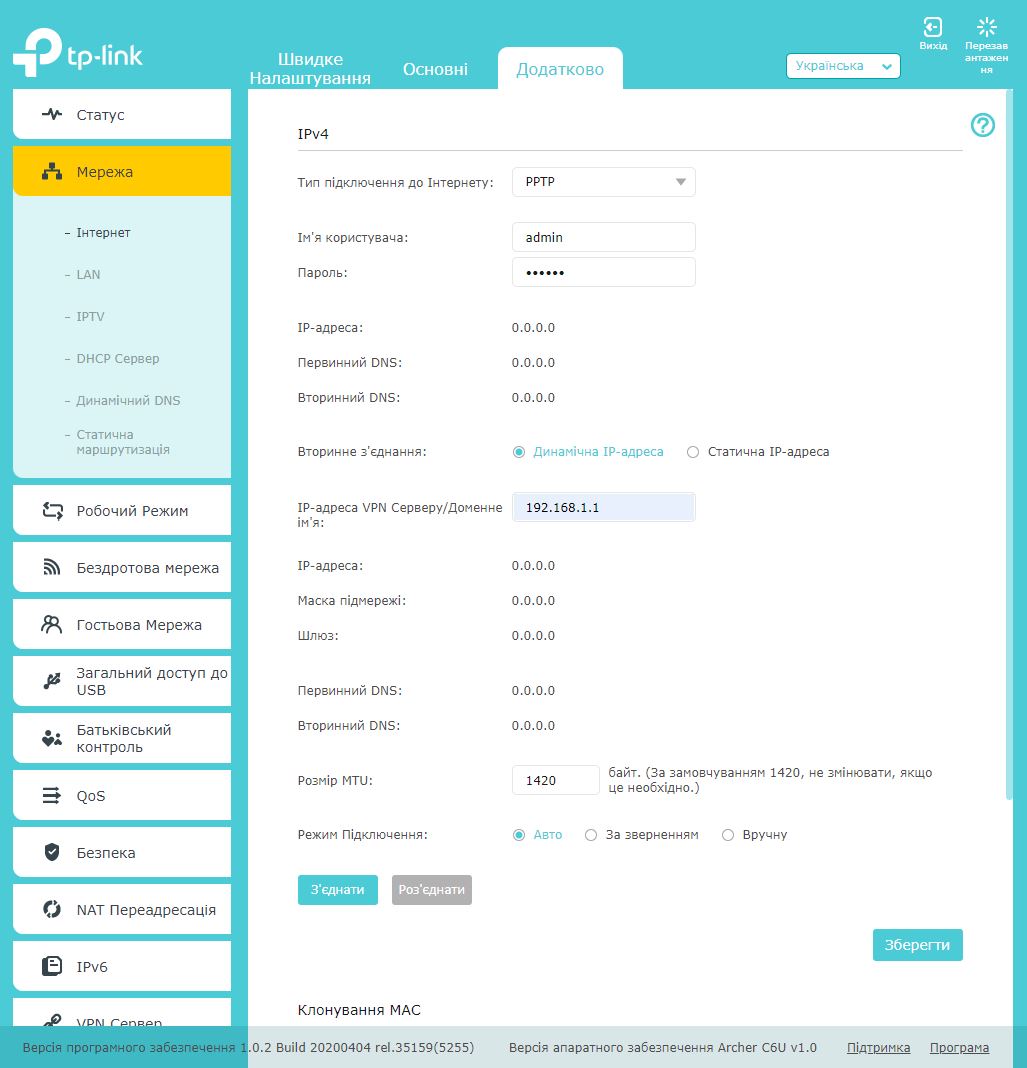 tp-link
Швидке
Налаштування
Основні
Додатково
Українська
Вихід
Перезав
антажен
ня
Статус
Мережа
– Інтернет
– LAN
– IPTV
– DHCP Сервер
– Динамічний DNS
– Статична
маршрутизація
Робочий Режим
Бездротова мережа
Гостьова Мережа
Загальний доступ до
USB
Батьківський
контроль
QoS
Безпека
NAT Переадресація
IPv6
VPN Сервер
IPv4
?
Тип підключення до Інтернету: PPTP
Ім'я користувача: admin
Пароль: ••••••
IP-адреса: 0.0.0.0
Первинний DNS: 0.0.0.0
Вторинний DNS: 0.0.0.0
Вторинне з'єднання: Динамічна IP-адреса Статична IP-адреса
IP-адреса VPN Серверу/Доменне 192.168.1.1
ім'я:
IP-адреса: 0.0.0.0
Маска підмережі: 0.0.0.0
Шлюз: 0.0.0.0
Первинний DNS: 0.0.0.0
Вторинний DNS: 0.0.0.0
Розмір MTU: 1420 байт. (За замовчуванням 1420, не змінювати, якщо
це необхідно.)
Режим Підключення: Авто За зверненням Вручну
З'єднати Роз'єднати
Зберегти
Клонування MAC
Версія програмного забезпечення 1.0.2 Build 20200404 rel.35159(5255) Версія апаратного забезпечення Archer C6U v1.0 Підтримка Програма